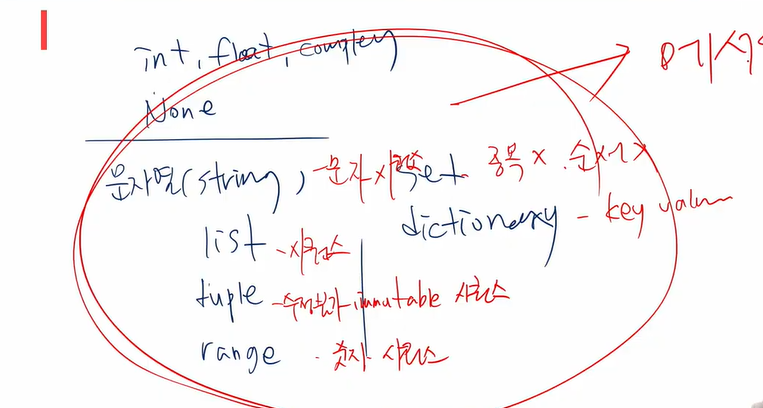 int, float, complex
None
문자열(string) 문자 시퀀스
set 중복 x 순서 x
list - 시퀀스
dictionary - key value
tuple - 수정불가 immutable 시퀀스
range - 숫자 시퀀스